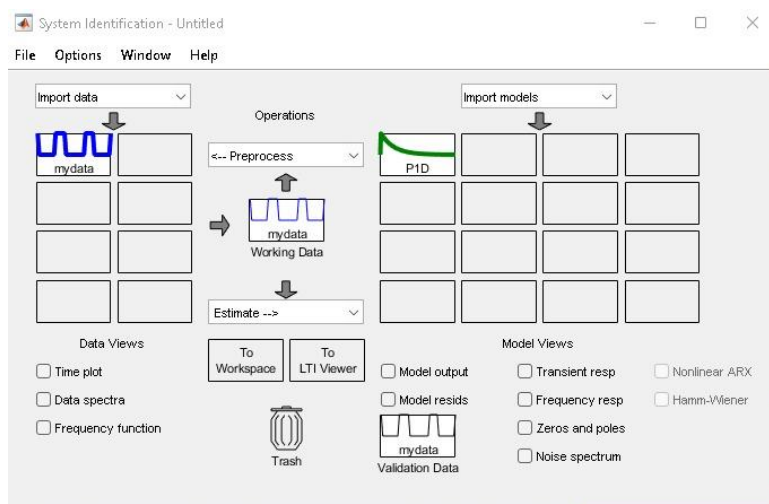 System Identification - Untitled
File Options Window Help
Import data
Import models
Operations
mydata
<-- Preprocess
P1D
mydata
Working Data
Estimate -->
Data Views
Model Views
To Workspace
To LTI Viewer
Time plot
Data spectra
Frequency function
Model output
Model resids
Transient resp
Frequency resp
Zeros and poles
Noise spectrum
Nonlinear ARX
Hamm-Wiener
Trash
mydata
Validation Data